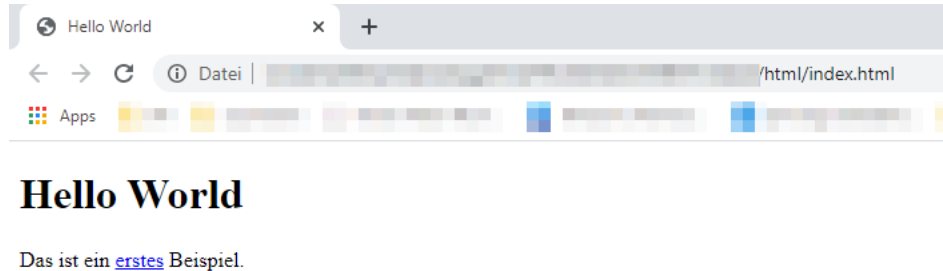 Hello World
Datei | /html/index.html
Apps
Hello World
Das ist ein erstes Beispiel.